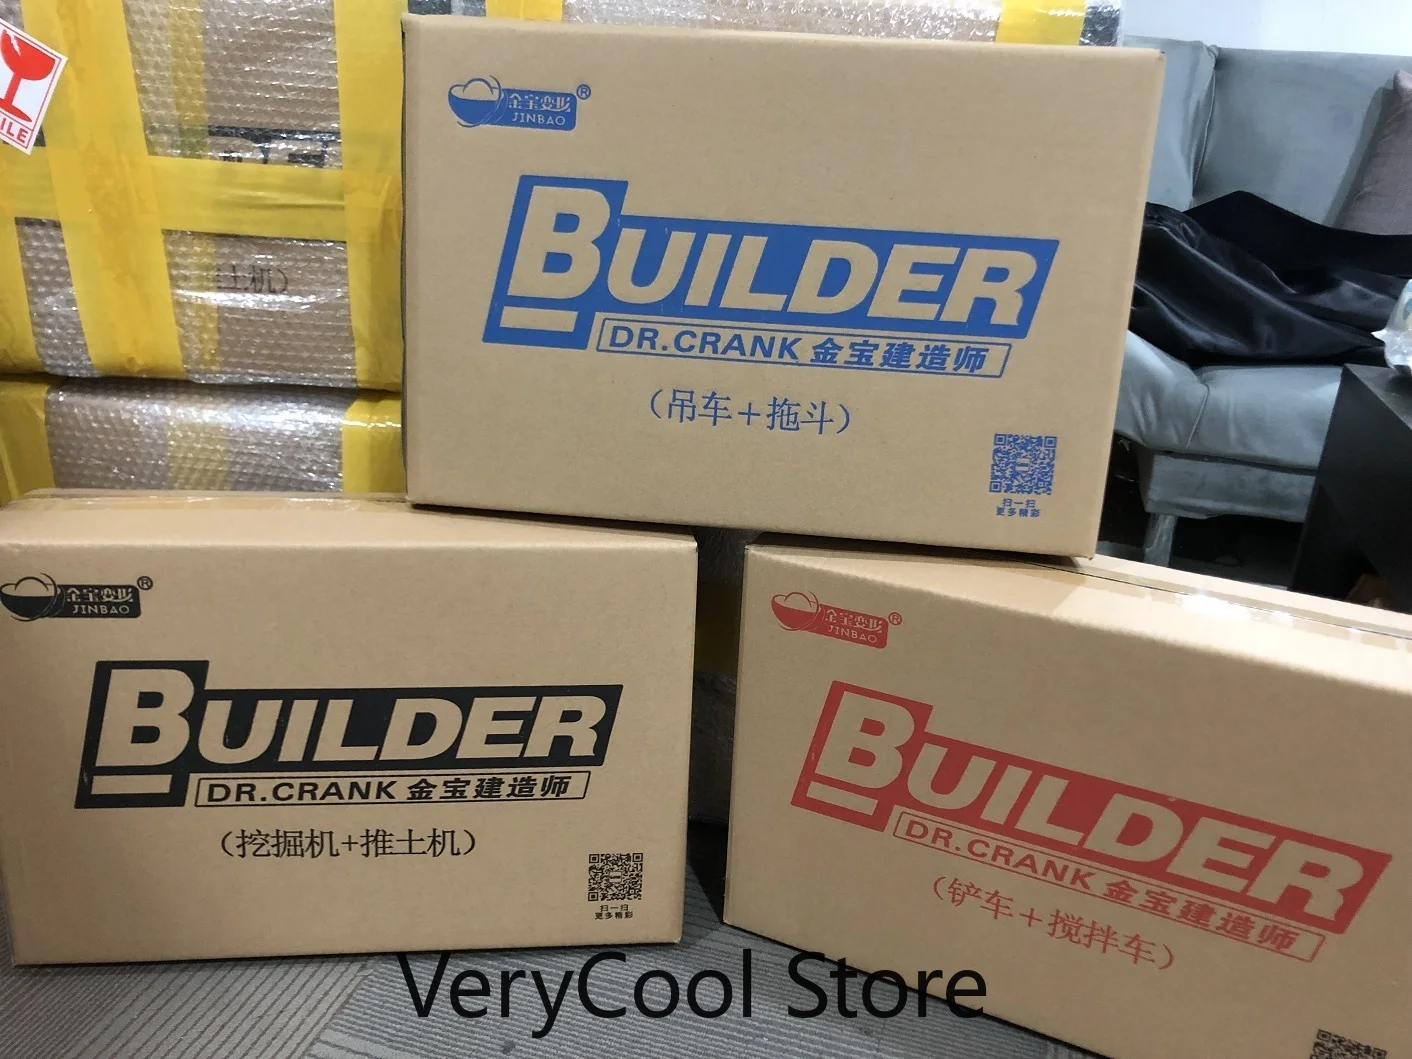 ILE
土机）
金宝变形®
JINBAO
BUILDER
DR.CRANK 金宝建造师
（吊车＋拖斗）
扫一扫
更多精彩
金宝变形®
JINBAO
BUILDER
DR.CRANK 金宝建造师
（挖掘机+推土机）
扫一扫
更多精彩
金宝变形®
JINBAO
BUILDER
DR.CRANK 金宝建造师
（铲车＋搅拌车）
VeryCool Store